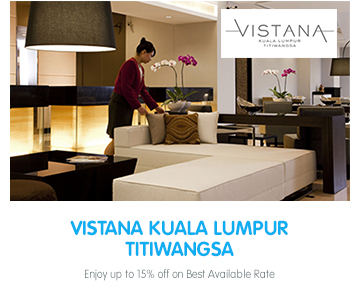 VISTANA
KUALA LUMPUR
TITIWANGSA
VISTANA KUALA LUMPUR
TITIWANGSA
Enjoy up to 15% off on Best Available Rate